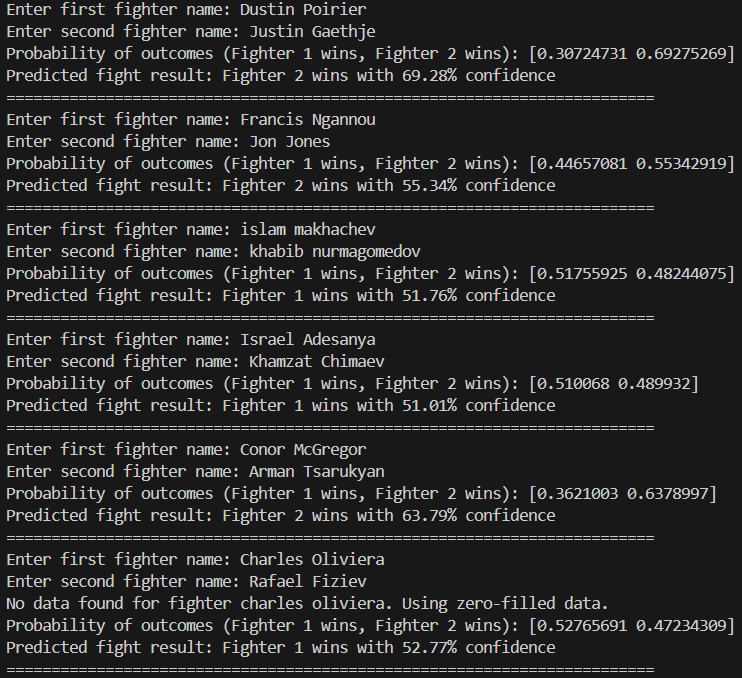 Enter first fighter name: Dustin Poirier
Enter second fighter name: Justin Gaethje
Probability of outcomes (Fighter 1 wins, Fighter 2 wins): [0.30724731 0.69275269]
Predicted fight result: Fighter 2 wins with 69.28% confidence
========================================================================
Enter first fighter name: Francis Ngannou
Enter second fighter name: Jon Jones
Probability of outcomes (Fighter 1 wins, Fighter 2 wins): [0.44657081 0.55342919]
Predicted fight result: Fighter 2 wins with 55.34% confidence
========================================================================
Enter first fighter name: islam makhachev
Enter second fighter name: khabib nurmagomedov
Probability of outcomes (Fighter 1 wins, Fighter 2 wins): [0.51755925 0.48244075]
Predicted fight result: Fighter 1 wins with 51.76% confidence
========================================================================
Enter first fighter name: Israel Adesanya
Enter second fighter name: Khamzat Chimaev
Probability of outcomes (Fighter 1 wins, Fighter 2 wins): [0.510068 0.489932]
Predicted fight result: Fighter 1 wins with 51.01% confidence
========================================================================
Enter first fighter name: Conor McGregor
Enter second fighter name: Arman Tsarukyan
Probability of outcomes (Fighter 1 wins, Fighter 2 wins): [0.3621003 0.6378997]
Predicted fight result: Fighter 2 wins with 63.79% confidence
========================================================================
Enter first fighter name: Charles Oliviera
Enter second fighter name: Rafael Fiziev
No data found for fighter charles oliviera. Using zero-filled data.
Probability of outcomes (Fighter 1 wins, Fighter 2 wins): [0.52765691 0.47234309]
Predicted fight result: Fighter 1 wins with 52.77% confidence
========================================================================